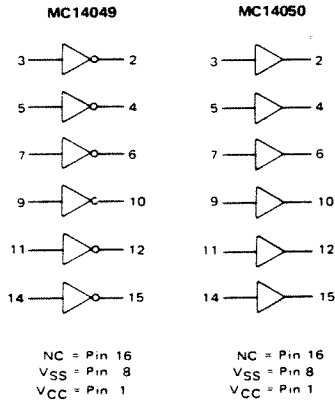 MC14049 MC14050
3 2 3 2
5 4 5 4
7 6 7 6
9 10 9 10
11 12 11 12
14 15 14 15
NC = Pin 16 NC = Pin 16
VSS = Pin 8 VSS = Pin 8
VCC = Pin 1 VCC = Pin 1